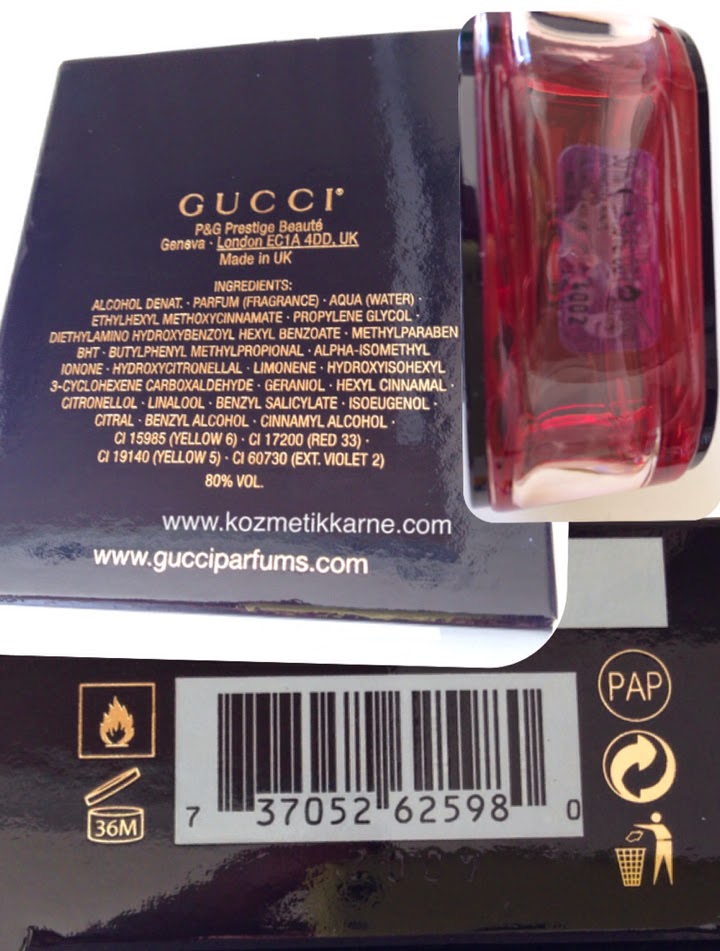 GUCCI®
P&G Prestige Beauté
Geneva · London EC1A 4DD, UK
Made in UK
INGREDIENTS:
ALCOHOL DENAT. · PARFUM (FRAGRANCE) · AQUA (WATER) ·
ETHYLHEXYL METHOXYCINNAMATE · PROPYLENE GLYCOL ·
DIETHYLAMINO HYDROXYBENZOYL HEXYL BENZOATE · METHYLPARABEN
BHT · BUTYLPHENYL METHYLPROPIONAL · ALPHA-ISOMETHYL
IONONE · HYDROXYCITRONELLAL · LIMONENE · HYDROXYISOHEXYL
3-CYCLOHEXENE CARBOXALDEHYDE · GERANIOL · HEXYL CINNAMAL ·
CITRONELLOL · LINALOOL · BENZYL SALICYLATE · ISOEUGENOL ·
CITRAL · BENZYL ALCOHOL · CINNAMYL ALCOHOL ·
CI 15985 (YELLOW 6) · CI 17200 (RED 33) ·
CI 19140 (YELLOW 5) · CI 60730 (EXT. VIOLET 2)
80% VOL.
www.kozmetikkarne.com
www.gucciparfums.com
PAP
36M
7 37052 62598 0